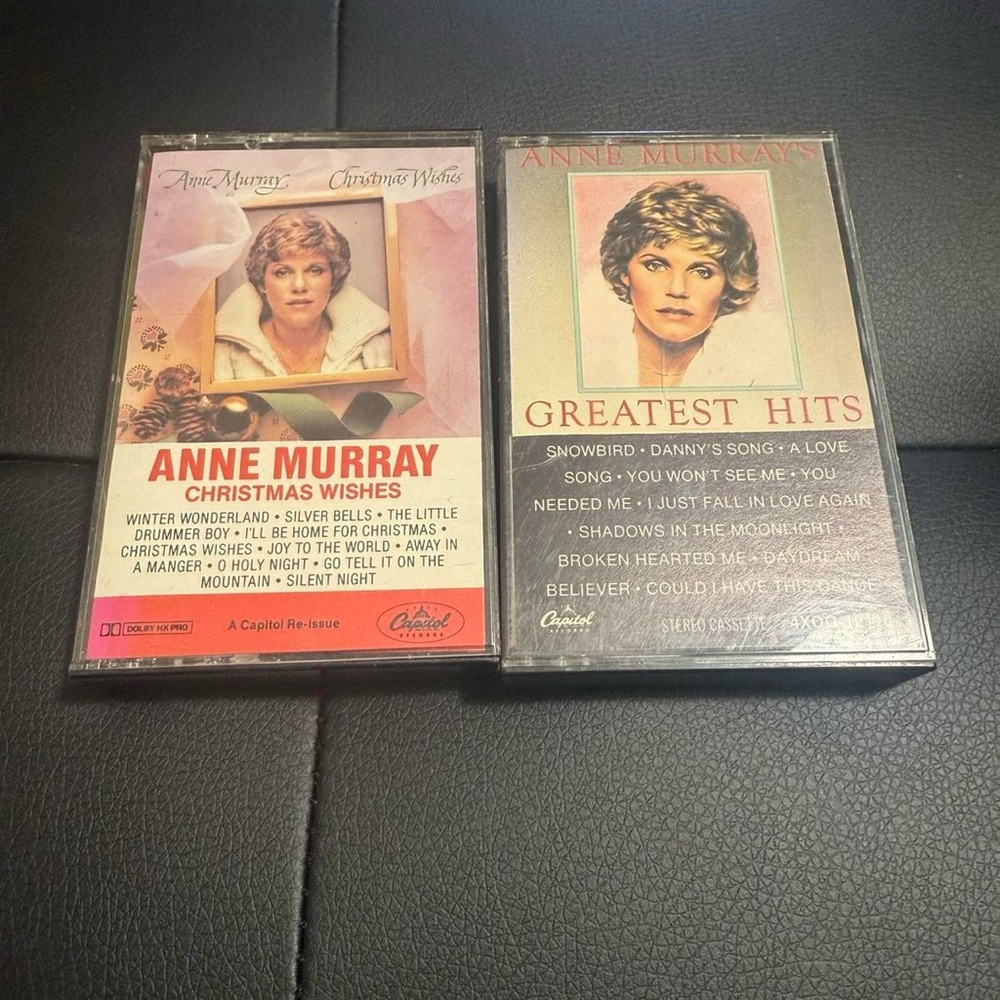 Anne Murray Christmas Wishes
ANNE MURRAY
CHRISTMAS WISHES
WINTER WONDERLAND • SILVER BELLS • THE LITTLE
DRUMMER BOY • I'LL BE HOME FOR CHRISTMAS •
CHRISTMAS WISHES • JOY TO THE WORLD • AWAY IN
A MANGER • O HOLY NIGHT • GO TELL IT ON THE
MOUNTAIN • SILENT NIGHT
DOLBY HX PRO
A Capitol Re-Issue
Capitol
RECORDS
ANNE MURRAY'S
GREATEST HITS
SNOWBIRD • DANNY'S SONG • A LOVE
SONG • YOU WON'T SEE ME • YOU
NEEDED ME • I JUST FALL IN LOVE AGAIN
• SHADOWS IN THE MOONLIGHT •
BROKEN HEARTED ME • DAYDREAM
BELIEVER • COULD I HAVE THIS DANCE
Capitol
RECORDS
STEREO CASSETTE